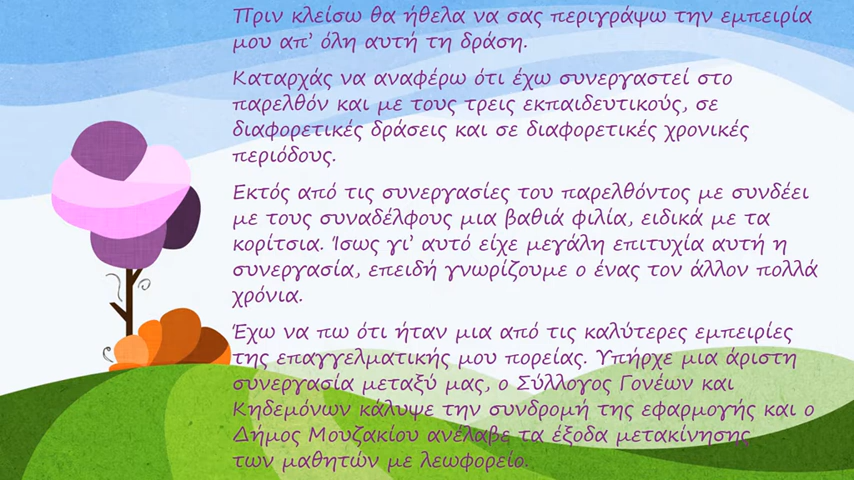 Πριν κλείσω θα ήθελα να σας περιγράψω την εμπειρία
μου απ’ όλη αυτή τη δράση.
Καταρχάς να αναφέρω ότι έχω συνεργαστεί στο
παρελθόν και με τους τρεις εκπαιδευτικούς, σε
διαφορετικές δράσεις και σε διαφορετικές χρονικές
περιόδους.
Εκτός από τις συνεργασίες του παρελθόντος με συνδέει
με τους συναδέλφους μια βαθιά φιλία, ειδικά με τα
κορίτσια. Ίσως γι’ αυτό είχε μεγάλη επιτυχία αυτή η
συνεργασία, επειδή γνωρίζουμε ο ένας τον άλλον πολλά
χρόνια.
Έχω να πω ότι ήταν μια από τις καλύτερες εμπειρίες
της επαγγελματικής μου πορείας. Υπήρχε μια άριστη
συνεργασία μεταξύ μας, ο Σύλλογος Γονέων και
Κηδεμόνων κάλυψε την συνδρομή της εφαρμογής και ο
Δήμος Μουζακίου ανέλαβε τα έξοδα μετακίνησης
των μαθητών με λεωφορείο.